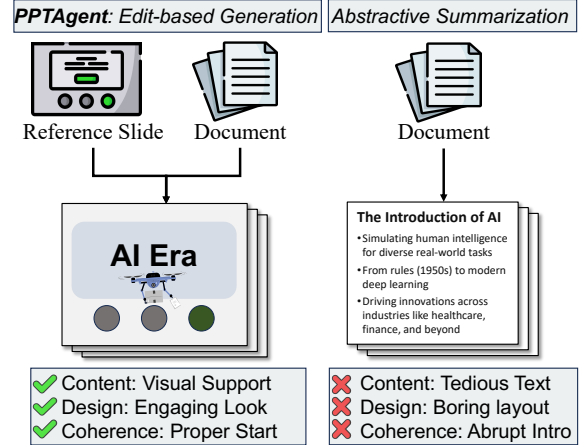 PPTAgent: Edit-based Generation
Abstractive Summarization
Reference Slide
Document
Document
AI Era
The Introduction of AI
•Simulating human intelligence
for diverse real-world tasks
•From rules (1950s) to modern
deep learning
•Driving innovations across
industries like healthcare,
finance, and beyond
Content: Visual Support
Design: Engaging Look
Coherence: Proper Start
Content: Tedious Text
Design: Boring layout
Coherence: Abrupt Intro